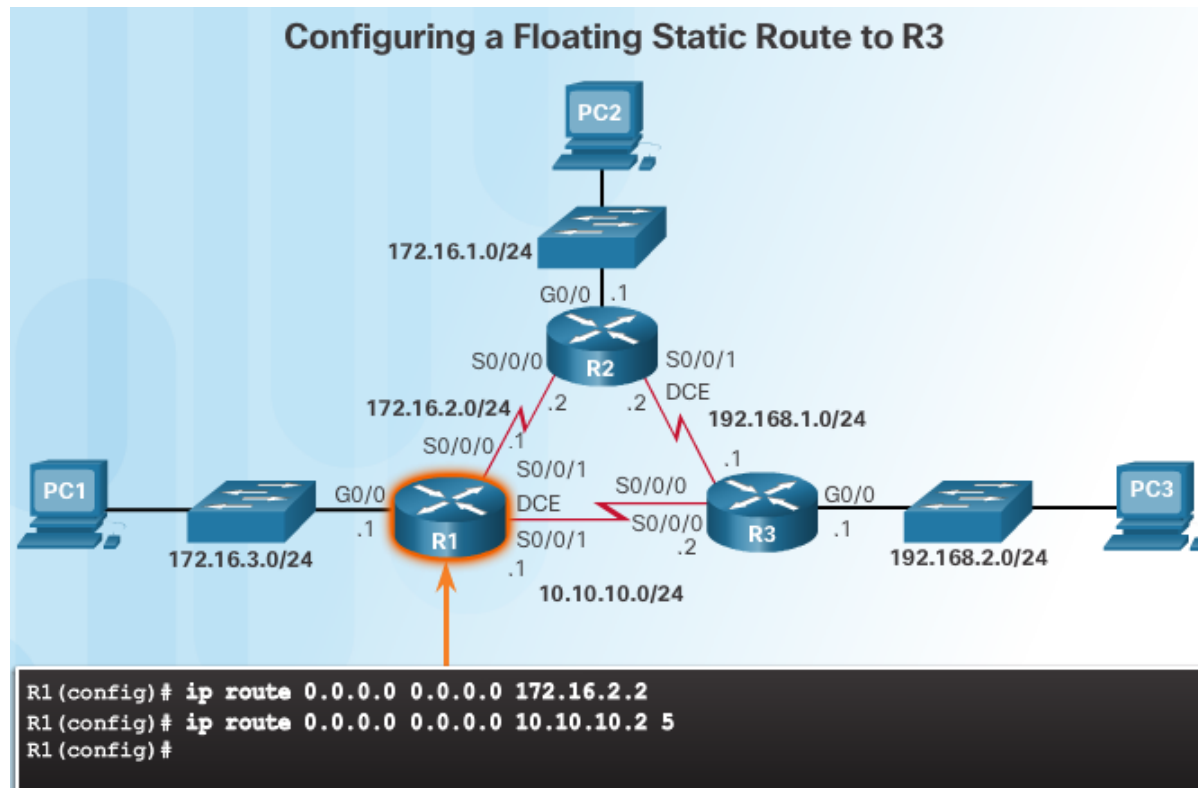 Configuring a Floating Static Route to R3
PC2
172.16.1.0/24
G0/0 .1
S0/0/0 R2 S0/0/1
DCE
172.16.2.0/24 .2 .2 192.168.1.0/24
S0/0/0 .1
S0/0/1 .1
PC1 G0/0 DCE S0/0/0 G0/0 PC3
.1 R1 S0/0/1 S0/0/0 R3 .1
.2
172.16.3.0/24 .1 192.168.2.0/24
10.10.10.0/24
R1(config)# ip route 0.0.0.0 0.0.0.0 172.16.2.2
R1(config)# ip route 0.0.0.0 0.0.0.0 10.10.10.2 5
R1(config)#